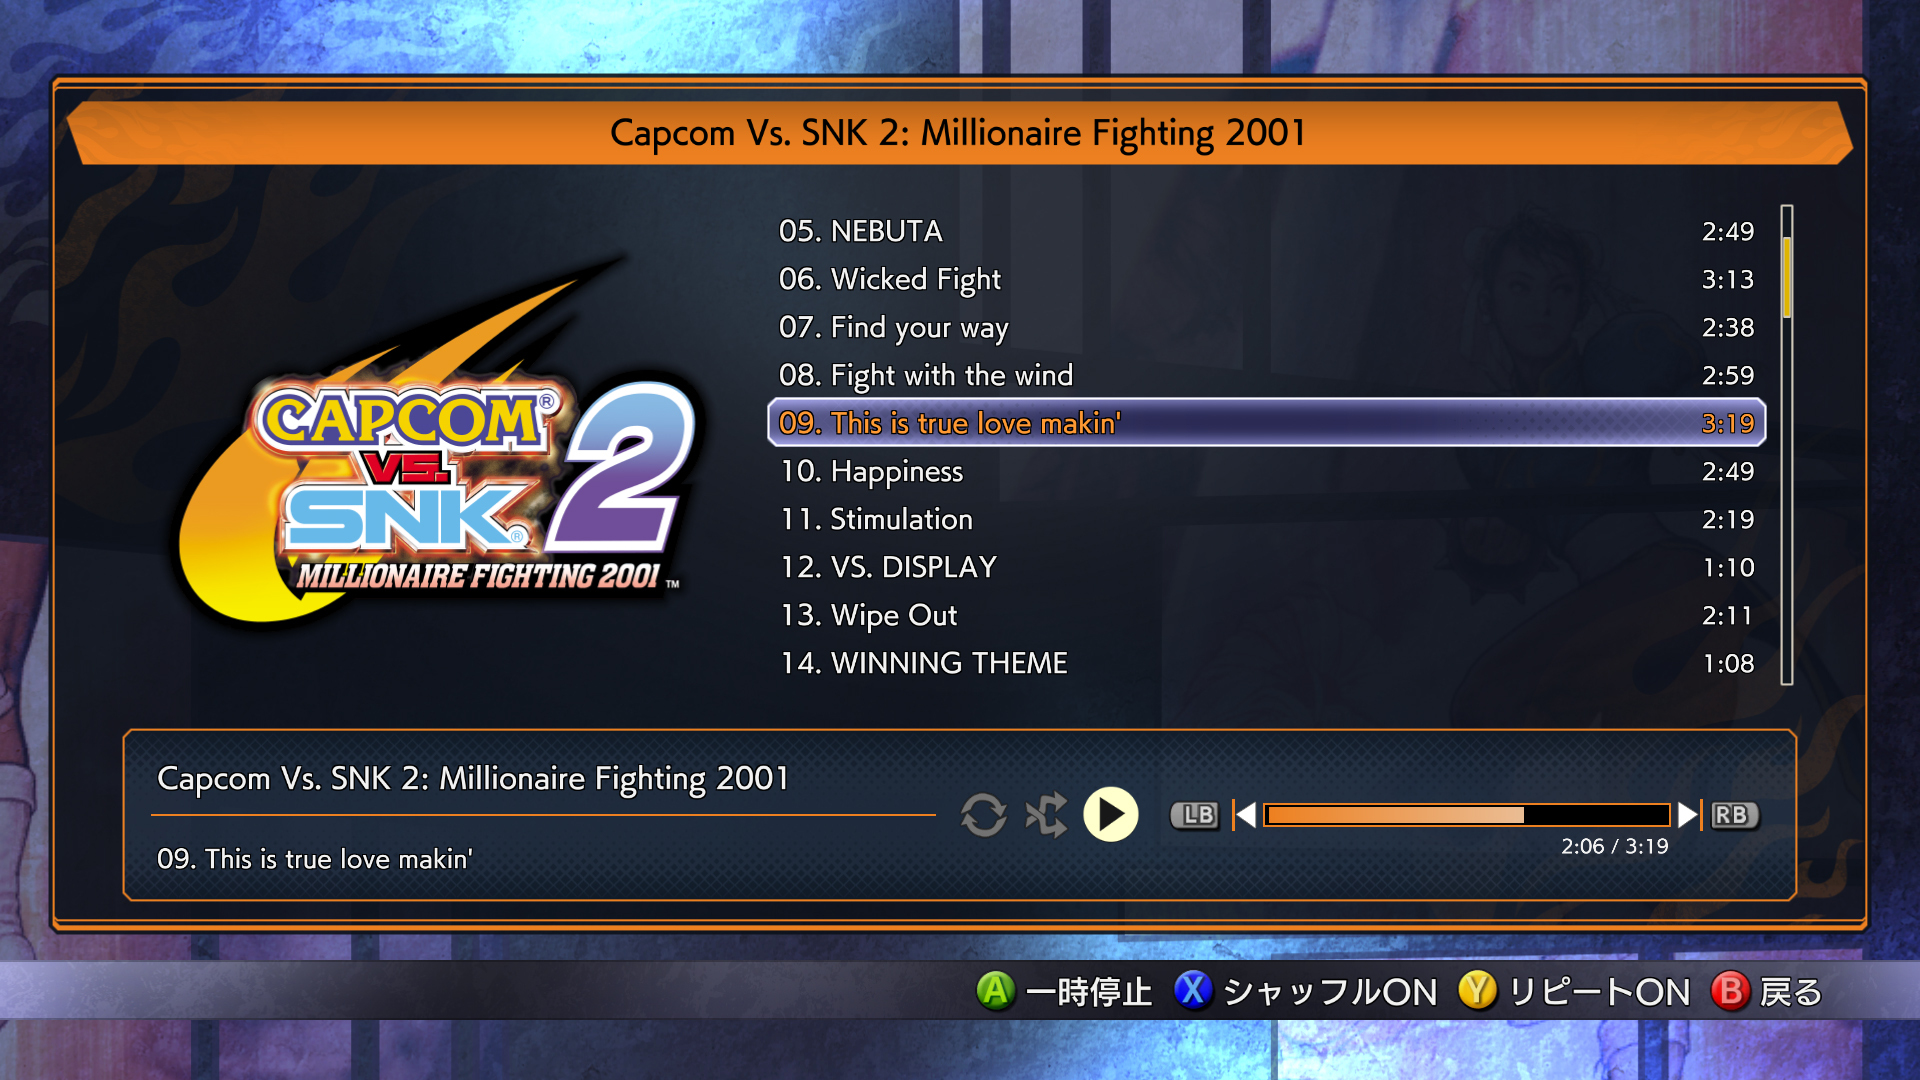 Capcom Vs. SNK 2: Millionaire Fighting 2001
CAPCOM®
VS.
SNK® 2
MILLIONAIRE FIGHTING 2001 ™
05. NEBUTA 2:49
06. Wicked Fight 3:13
07. Find your way 2:38
08. Fight with the wind 2:59
09. This is true love makin' 3:19
10. Happiness 2:49
11. Stimulation 2:19
12. VS. DISPLAY 1:10
13. Wipe Out 2:11
14. WINNING THEME 1:08
Capcom Vs. SNK 2: Millionaire Fighting 2001
09. This is true love makin'
LB RB
2:06 / 3:19
A 一時停止 X シャッフルON Y リピートON B 戻る